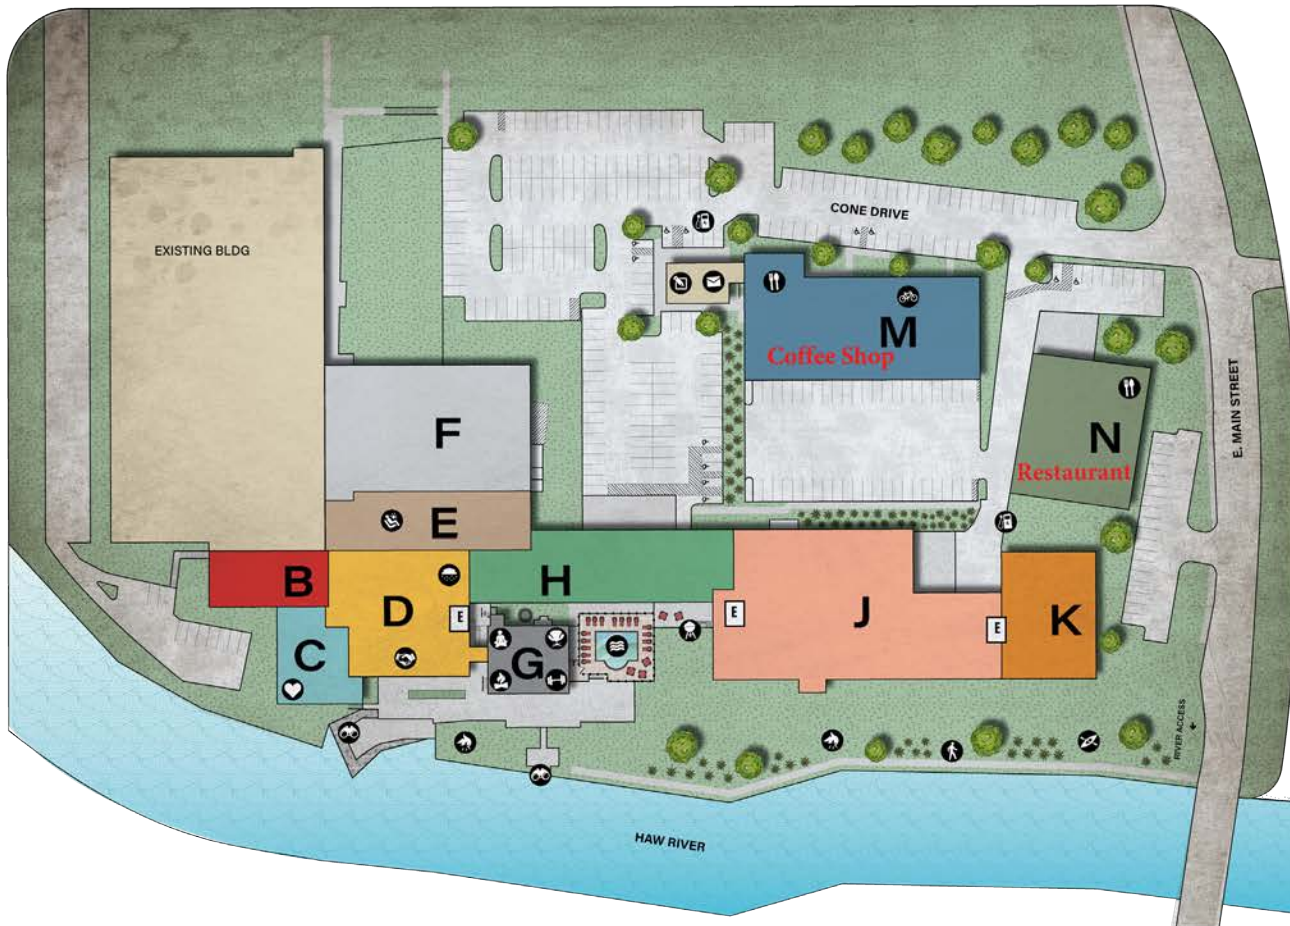 CONE DRIVE
EXISTING BLDG
M
Coffee Shop
E. MAIN STREET
F
N
Restaurant
E
B
H
D
E
E
J
E
K
C
G
RIVER ACCESS
HAW RIVER